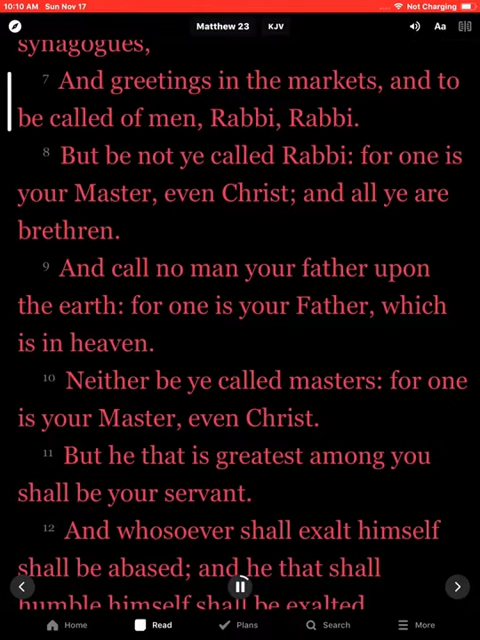 10:10 AM Sun Nov 17
Not Charging
Matthew 23 KJV
Aa
synagogues,
7 And greetings in the markets, and to
be called of men, Rabbi, Rabbi.
8 But be not ye called Rabbi: for one is
your Master, even Christ; and all ye are
brethren.
9 And call no man your father upon
the earth: for one is your Father, which
is in heaven.
10 Neither be ye called masters: for one
is your Master, even Christ.
11 But he that is greatest among you
shall be your servant.
12 And whosoever shall exalt himself
shall be abased; and he that shall
humble himself shall be exalted
Home Read Plans Search More